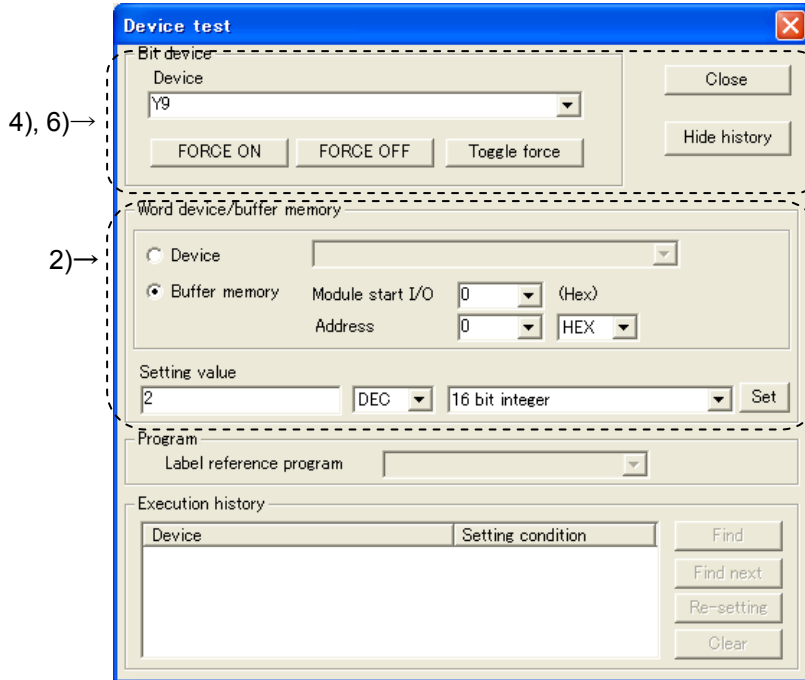 Device test
Bit device
Device
4), 6)→
Y9
Close
FORCE ON FORCE OFF Toggle force
Hide history
Word device/buffer memory
2)→
Device
Buffer memory Module start I/O 0 (Hex)
Address 0 HEX
Setting value
2 DEC 16 bit integer Set
Program
Label reference program
Execution history
Device Setting condition
Find
Find next
Re-setting
Clear